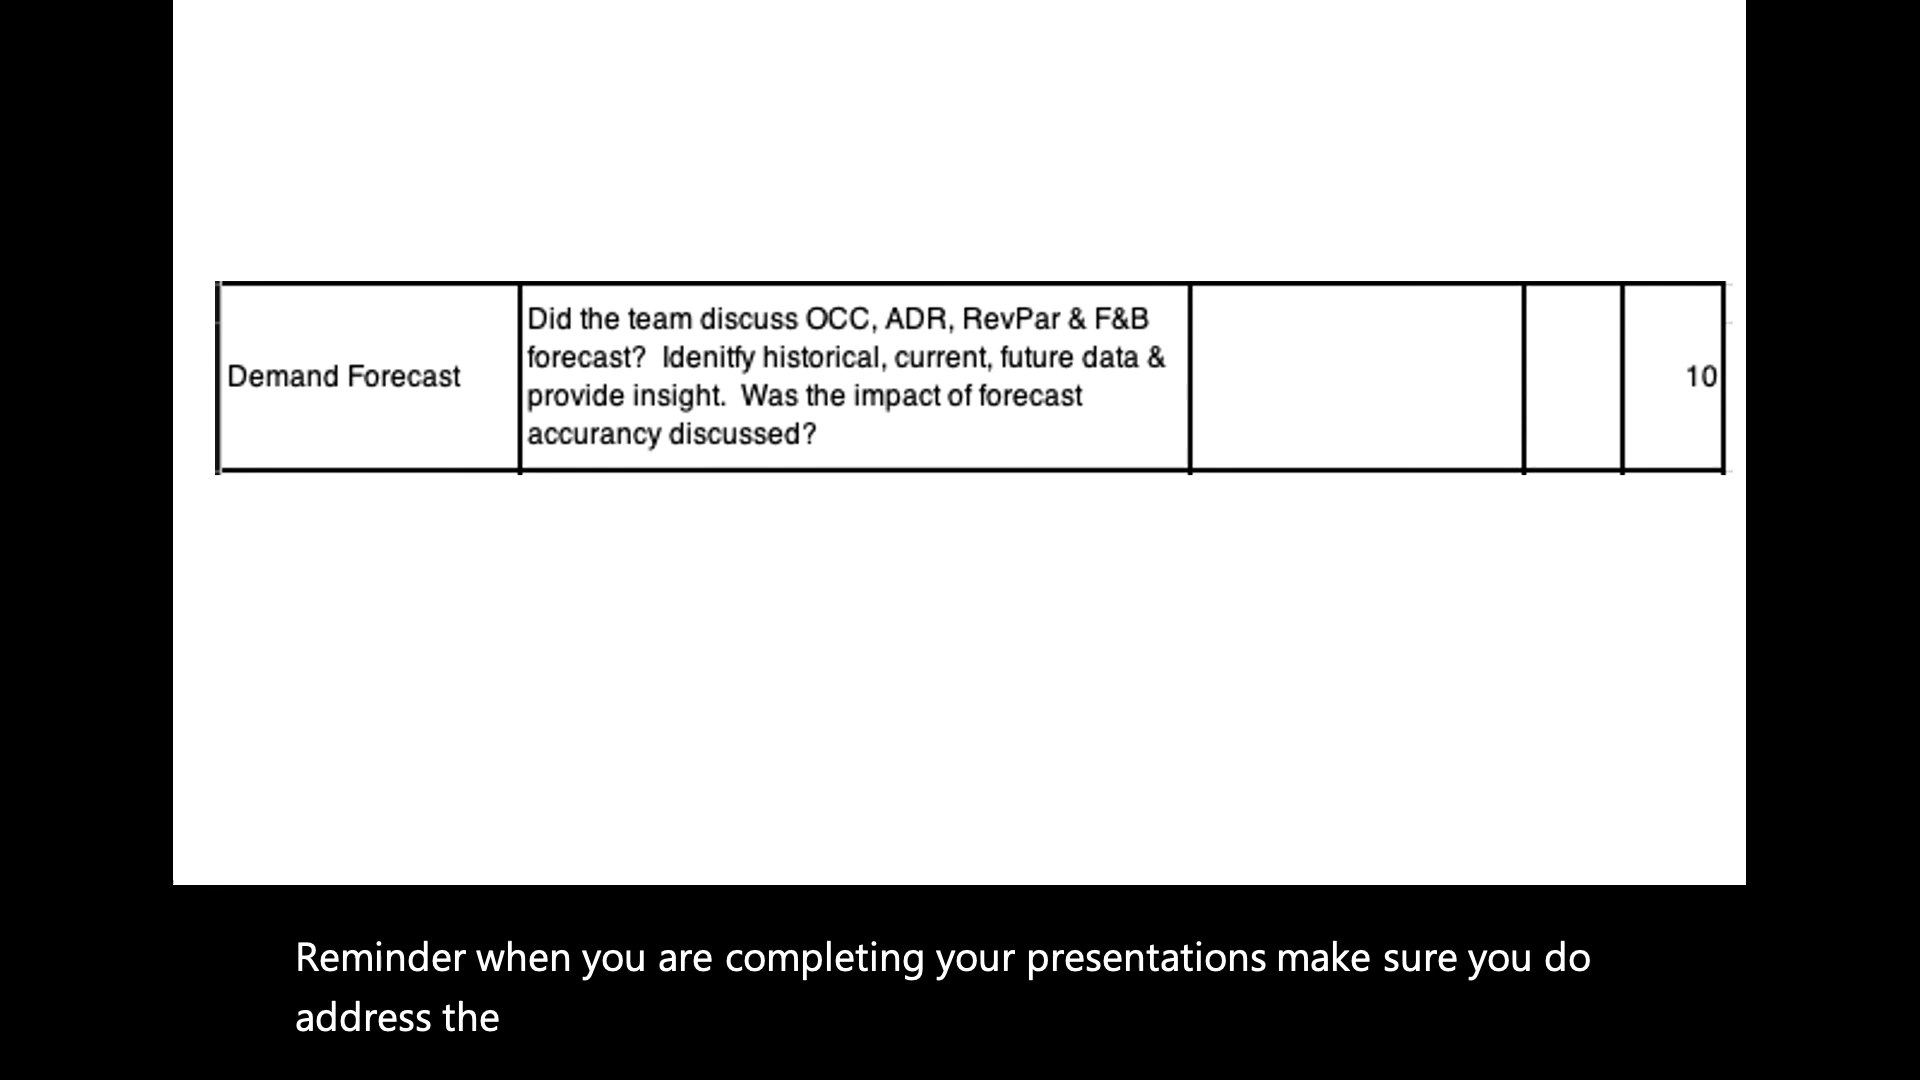 Demand Forecast
Did the team discuss OCC, ADR, RevPar & F&B
forecast?  Idenitfy historical, current, future data &
provide insight.  Was the impact of forecast
accurancy discussed?
10
Reminder when you are completing your presentations make sure you do
address the